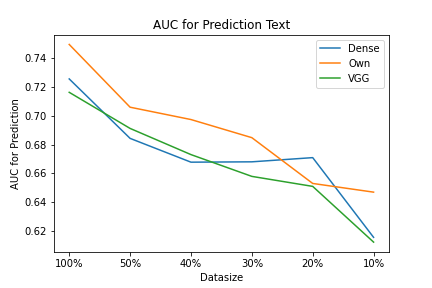 AUC for Prediction Text
AUC for Prediction
0.74
0.72
0.70
0.68
0.66
0.64
0.62
Dense
Own
VGG
100% 50% 40% 30% 20% 10%
Datasize